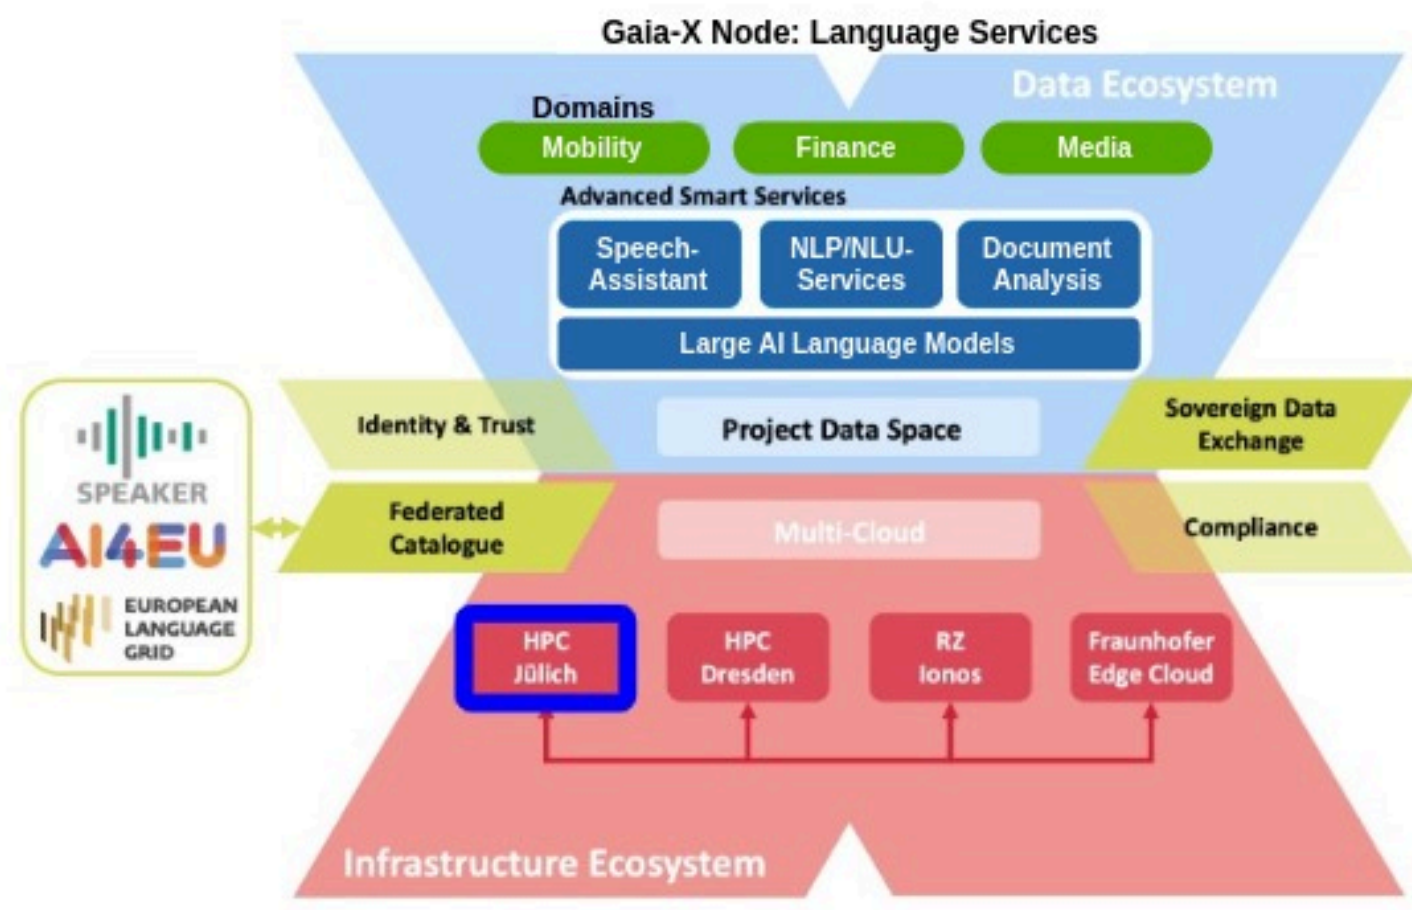 Gaia-X Node: Language Services
Data Ecosystem
Domains
Mobility
Finance
Media
Advanced Smart Services
Speech-
Assistant
NLP/NLU-
Services
Document
Analysis
Large AI Language Models
Identity & Trust
Project Data Space
Sovereign Data
Exchange
SPEAKER
AI4EU
EUROPEAN
LANGUAGE
GRID
Federated
Catalogue
Multi-Cloud
Compliance
HPC
Jülich
HPC
Dresden
RZ
Ionos
Fraunhofer
Edge Cloud
Infrastructure Ecosystem